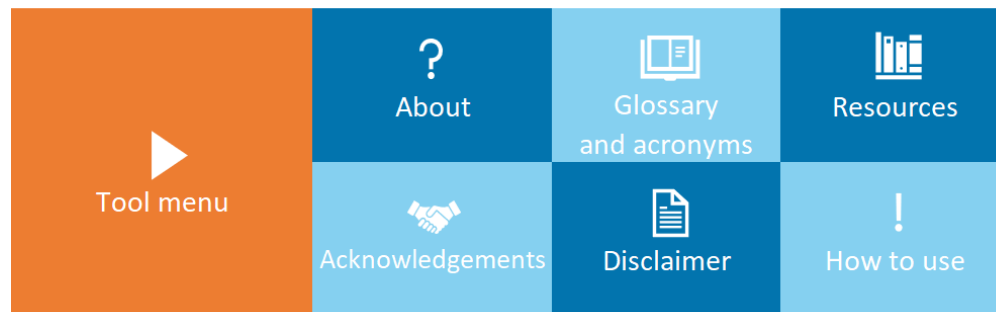 Tool menu
About
Glossary
and acronyms
Resources
Acknowledgements
Disclaimer
How to use